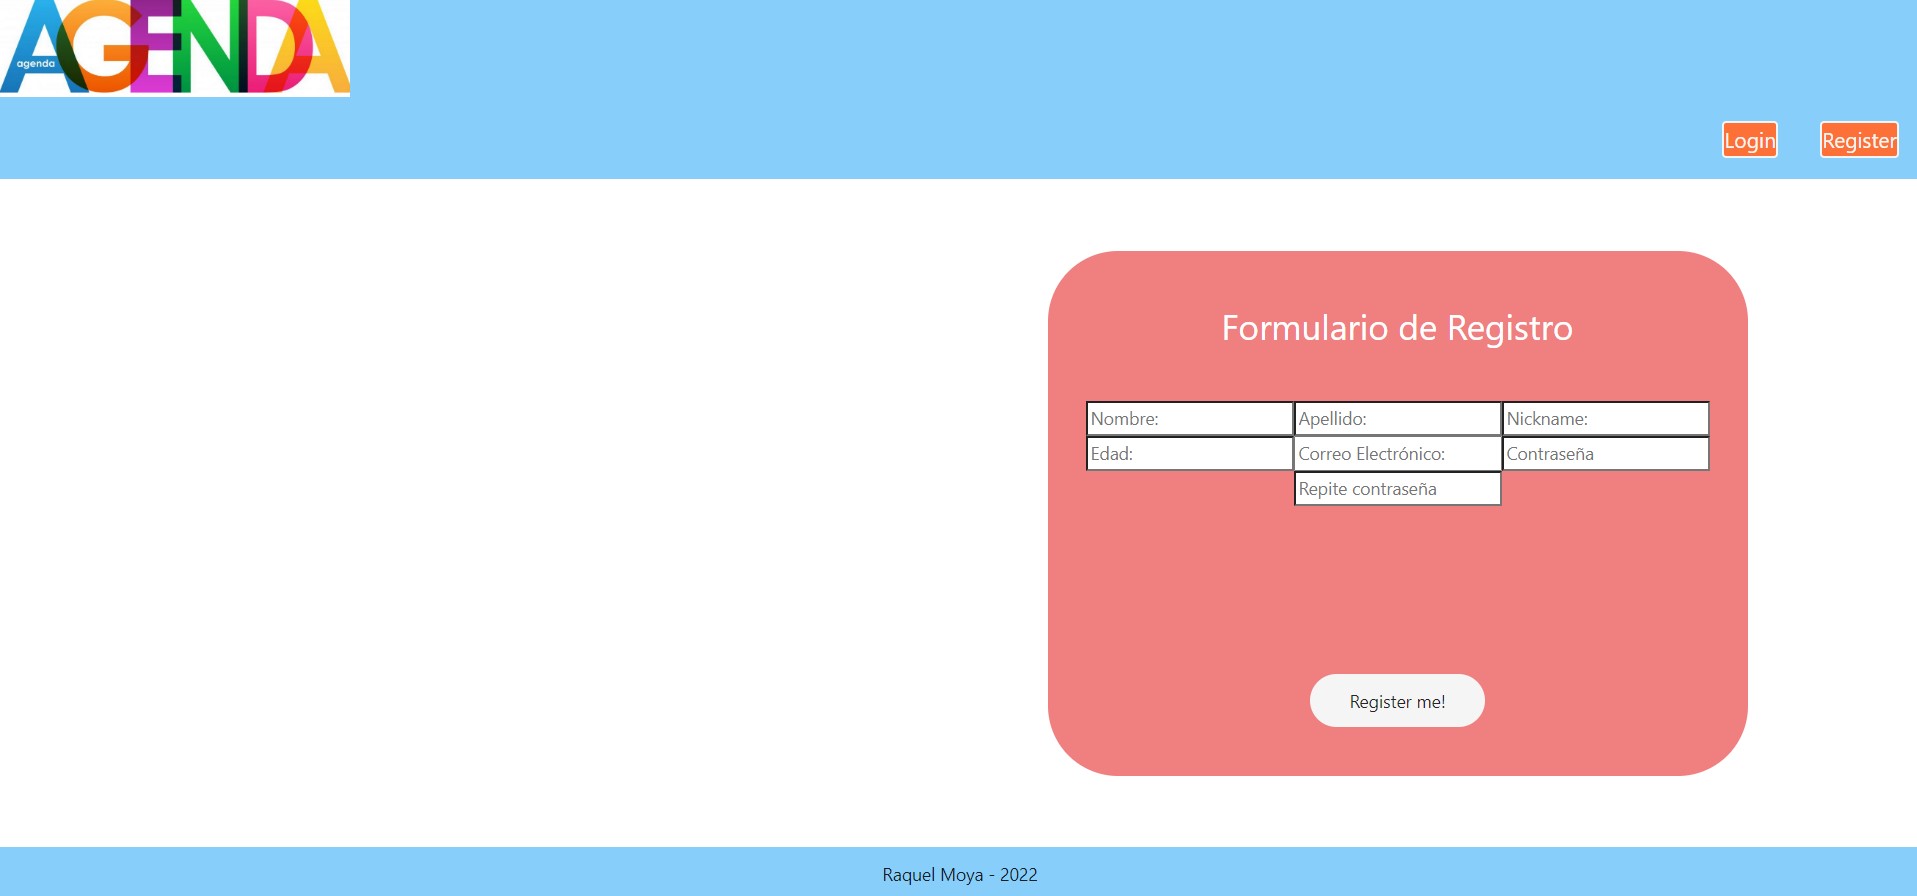 AGENDA
agenda
Login Register
Formulario de Registro
Nombre: Apellido: Nickname:
Edad: Correo Electrónico: Contraseña
Repite contraseña
Register me!
Raquel Moya - 2022